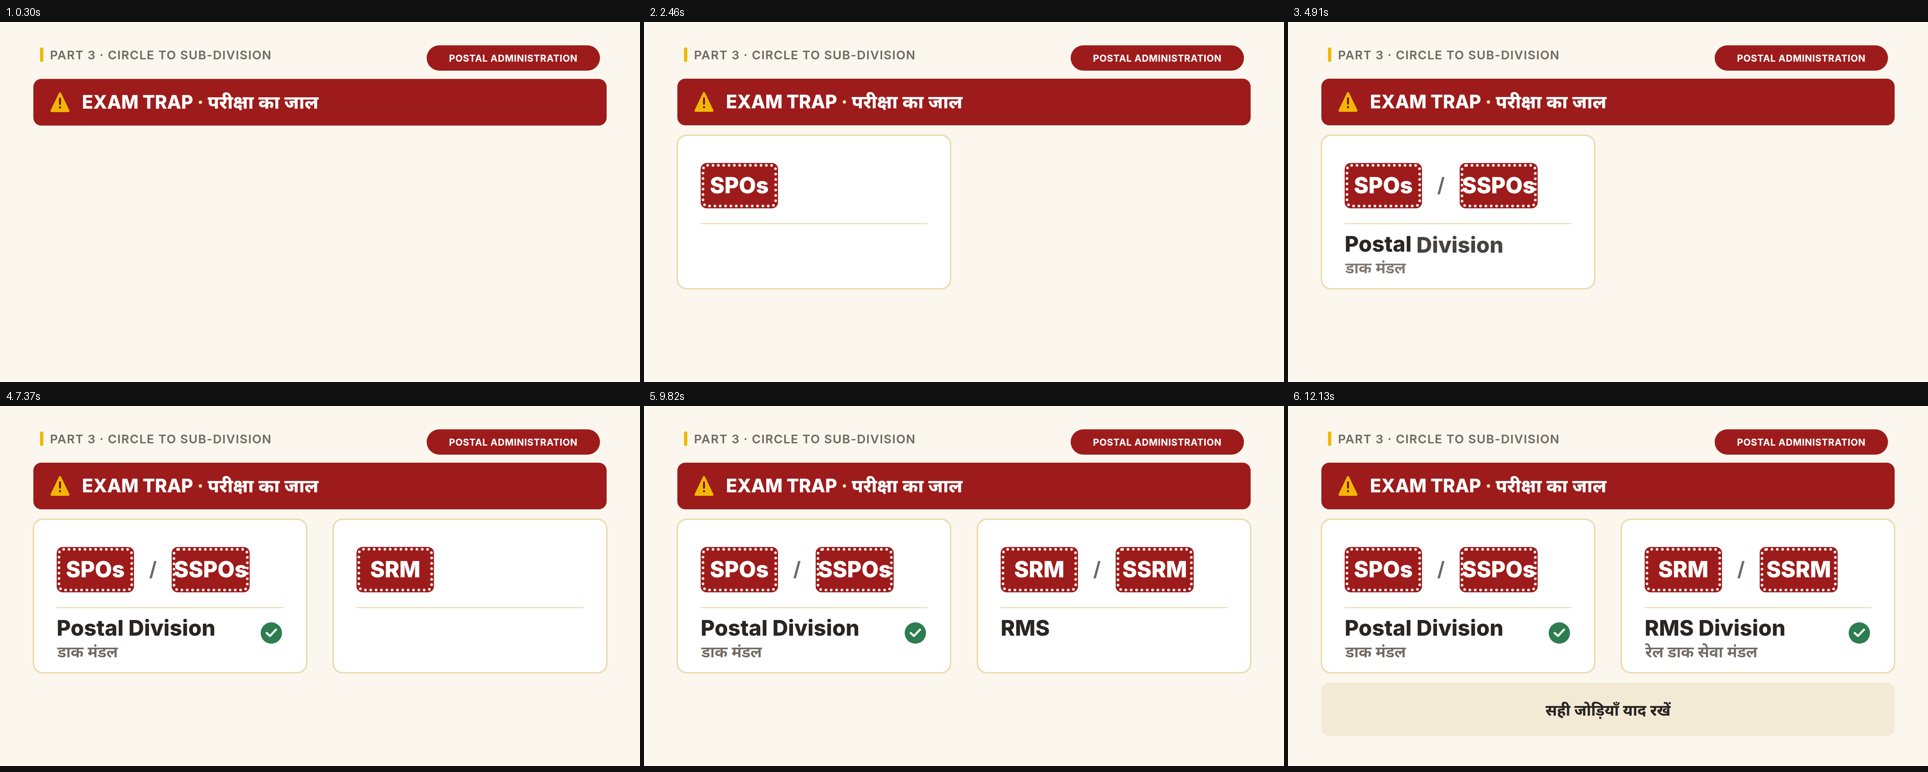 1. 0.30s
PART 3 · CIRCLE TO SUB-DIVISION
POSTAL ADMINISTRATION
EXAM TRAP · परीक्षा का जाल
2. 2.46s
PART 3 · CIRCLE TO SUB-DIVISION
POSTAL ADMINISTRATION
EXAM TRAP · परीक्षा का जाल
SPOs
3. 4.91s
PART 3 · CIRCLE TO SUB-DIVISION
POSTAL ADMINISTRATION
EXAM TRAP · परीक्षा का जाल
SPOs / SSPOs
Postal Division
डाक मंडल
4. 7.37s
PART 3 · CIRCLE TO SUB-DIVISION
POSTAL ADMINISTRATION
EXAM TRAP · परीक्षा का जाल
SPOs / SSPOs
Postal Division
डाक मंडल
SRM
5. 9.82s
PART 3 · CIRCLE TO SUB-DIVISION
POSTAL ADMINISTRATION
EXAM TRAP · परीक्षा का जाल
SPOs / SSPOs
Postal Division
डाक मंडल
SRM / SSRM
RMS
6. 12.13s
PART 3 · CIRCLE TO SUB-DIVISION
POSTAL ADMINISTRATION
EXAM TRAP · परीक्षा का जाल
SPOs / SSPOs
Postal Division
डाक मंडल
SRM / SSRM
RMS Division
रेल डाक सेवा मंडल
सही जोड़ियाँ याद रखें